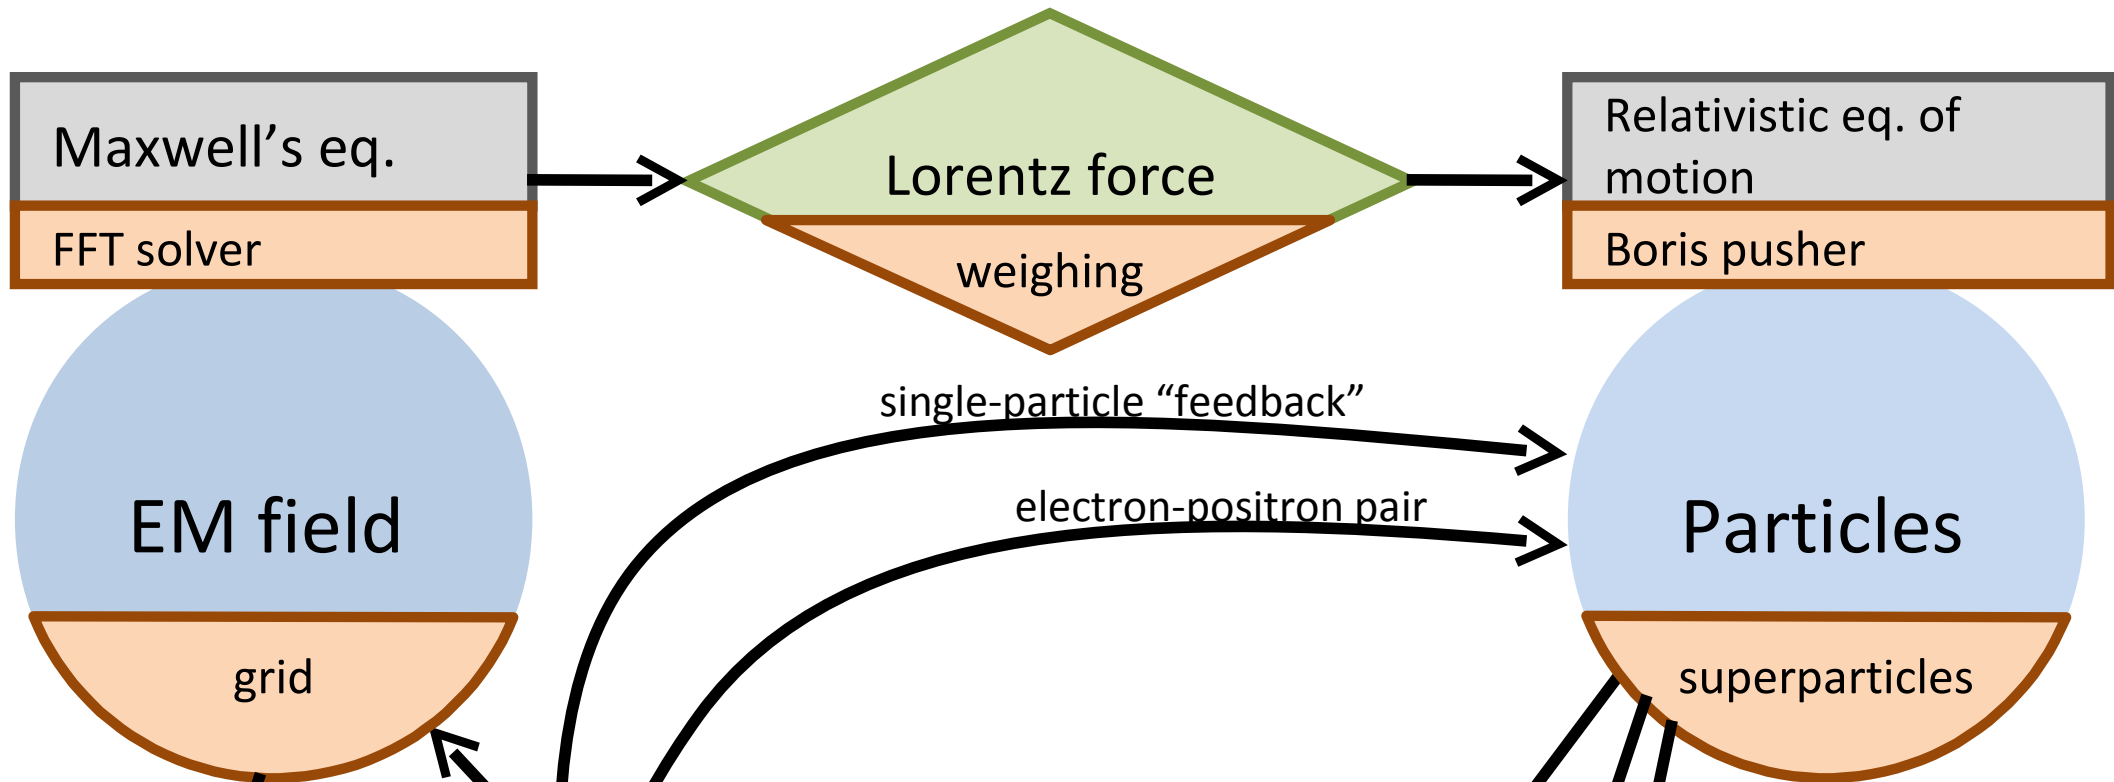 Maxwell’s eq.
FFT solver
Lorentz force
weighing
Relativistic eq. of
motion
Boris pusher
single-particle “feedback”
electron-positron pair
EM field
grid
Particles
superparticles